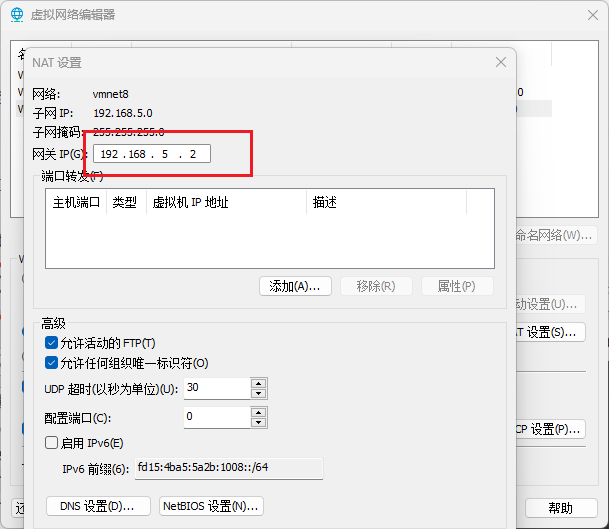 虚拟网络编辑器
NAT 设置
网络: vmnet8
子网 IP: 192.168.5.0
子网掩码: 255.255.255.0
网关 IP(G): 192 . 168 . 5 . 2
端口转发(F)
主机端口 类型 虚拟机 IP 地址 描述
添加(A)... 移除(R) 属性(P)
高级
允许活动的 FTP(T)
允许任何组织唯一标识符(O)
UDP 超时(以秒为单位)(U): 30
配置端口(C): 0
启用 IPv6(E)
IPv6 前缀(6): fd15:4ba5:5a2b:1008::/64
DNS 设置(D)... NetBIOS 设置(N)...
命名网络(W)...
动设置(U)...
T 设置(S)...
CP 设置(P)...
帮助